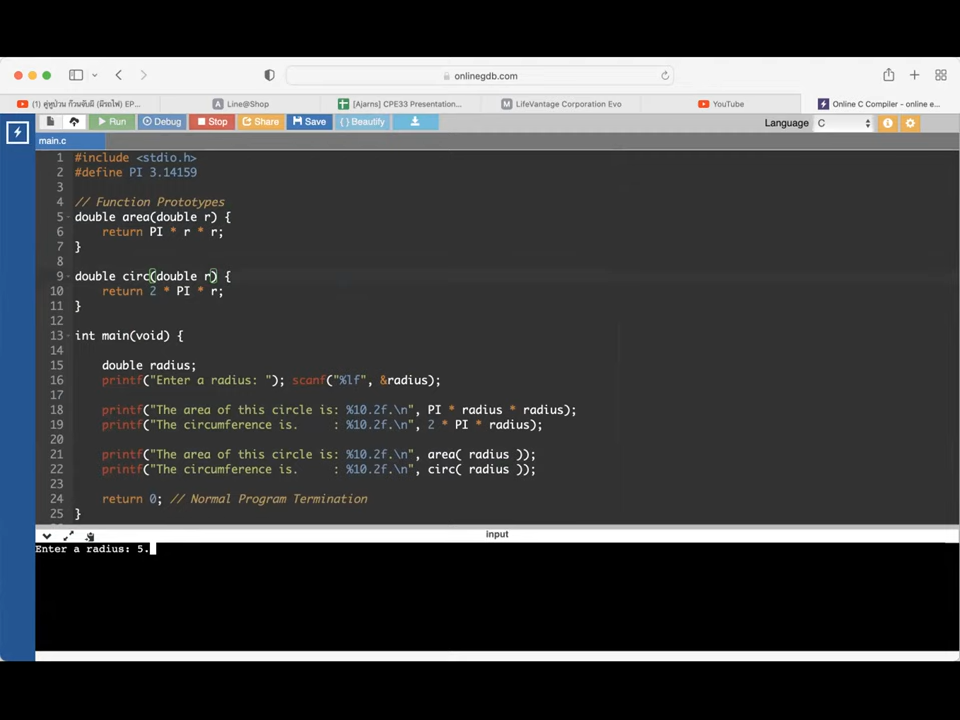 onlinegdb.com
(1) คู่หูป่วน ก๊วนจับผี (มีรถไฟ) EP...
Line@Shop
[Ajarns] CPE33 Presentation...
LifeVantage Corporation Evo
YouTube
Online C Compiler - online e...
Run
Debug
Stop
Share
Save
{ } Beautify
Language
C
main.c
1 #include <stdio.h>
2 #define PI 3.14159
3
4 // Function Prototypes
5 double area(double r) {
6 return PI * r * r;
7 }
8
9 double circ(double r) {
10 return 2 * PI * r;
11 }
12
13 int main(void) {
14
15 double radius;
16 printf("Enter a radius: "); scanf("%lf", &radius);
17
18 printf("The area of this circle is: %10.2f.\n", PI * radius * radius);
19 printf("The circumference is. : %10.2f.\n", 2 * PI * radius);
20
21 printf("The area of this circle is: %10.2f.\n", area( radius ));
22 printf("The circumference is. : %10.2f.\n", circ( radius ));
23
24 return 0; // Normal Program Termination
25 }
input
Enter a radius: 5.